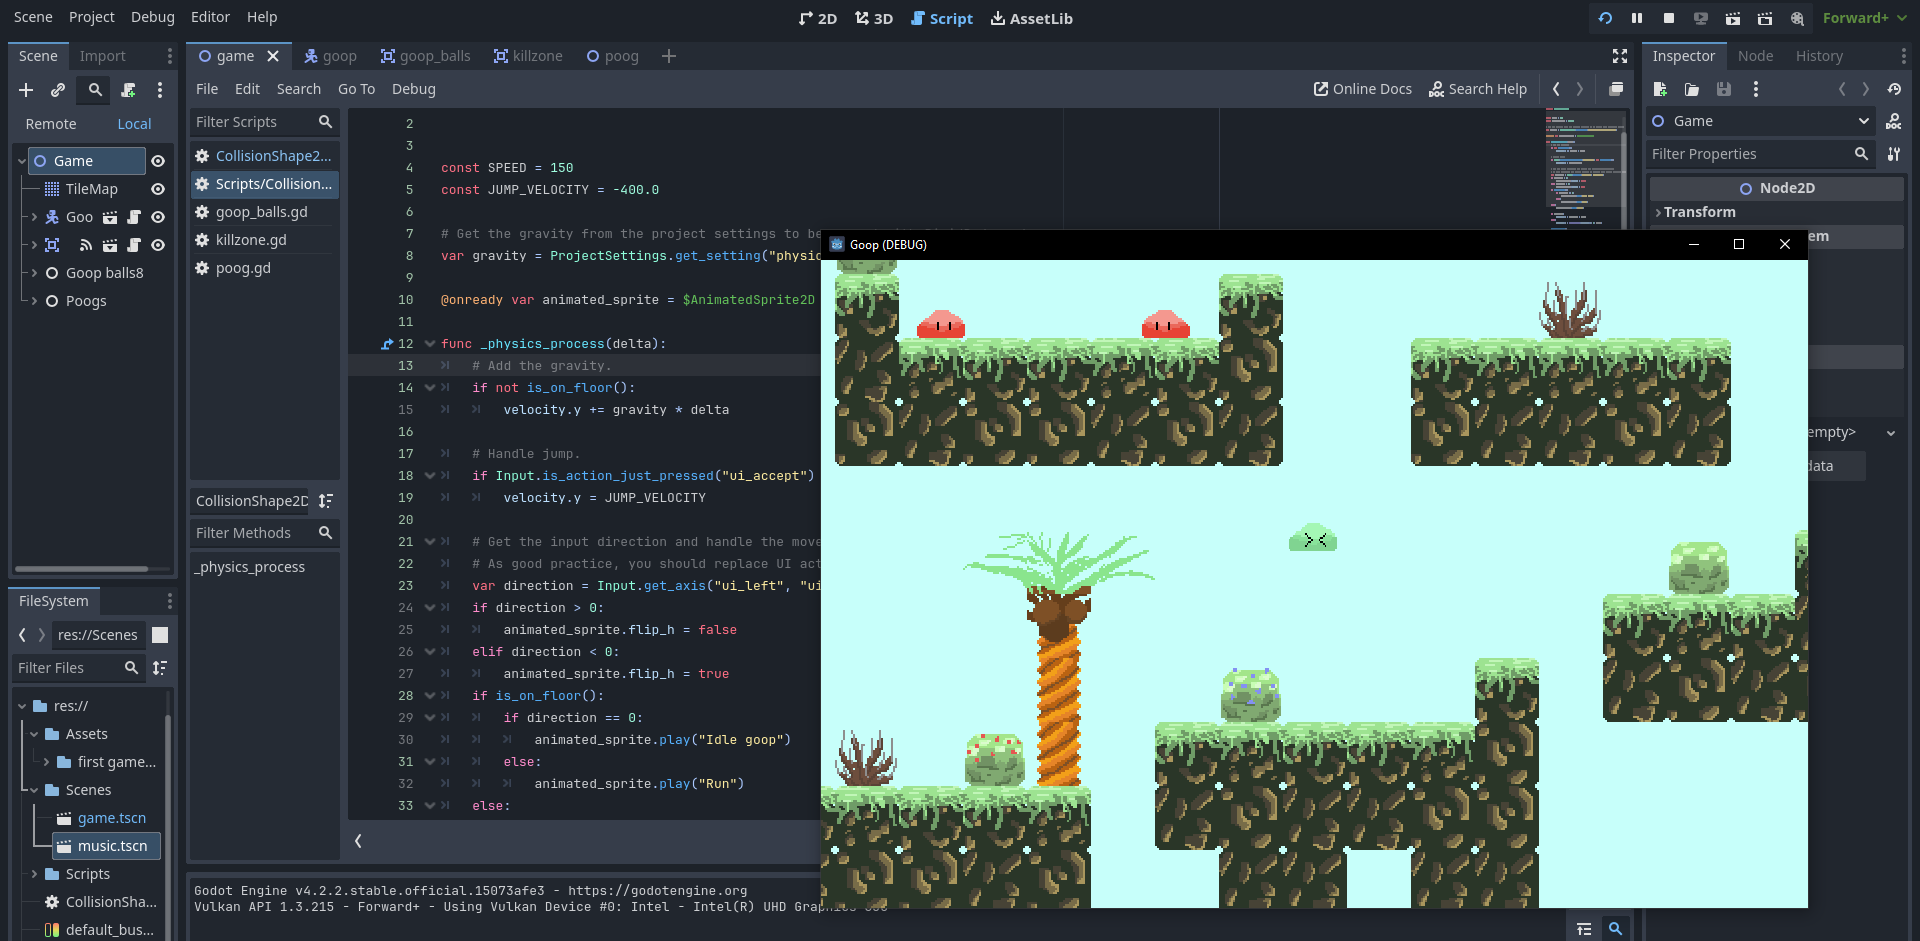 Scene Project Debug Editor Help
2D 3D Script AssetLib
Forward+
Scene Import
game goop goop_balls killzone poog
Inspector Node History
File Edit Search Go To Debug
Online Docs Search Help
Remote Local
Filter Scripts
Game
Filter Properties
Game
TileMap
Goo
Goop balls8
Poogs
CollisionShape2...
Scripts/Collision...
goop_balls.gd
killzone.gd
poog.gd
CollisionShape2D
Filter Methods
_physics_process
2
3
4 const SPEED = 150
5 const JUMP_VELOCITY = -400.0
6
7 # Get the gravity from the project settings to be
8 var gravity = ProjectSettings.get_setting("physic
9
10 @onready var animated_sprite = $AnimatedSprite2D
11
12 func _physics_process(delta):
13 # Add the gravity.
14 if not is_on_floor():
15 velocity.y += gravity * delta
16
17 # Handle jump.
18 if Input.is_action_just_pressed("ui_accept")
19 velocity.y = JUMP_VELOCITY
20
21 # Get the input direction and handle the move
22 # As good practice, you should replace UI act
23 var direction = Input.get_axis("ui_left", "ui
24 if direction > 0:
25 animated_sprite.flip_h = false
26 elif direction < 0:
27 animated_sprite.flip_h = true
28 if is_on_floor():
29 if direction == 0:
30 animated_sprite.play("Idle goop")
31 else:
32 animated_sprite.play("Run")
33 else:
Goop (DEBUG)
Node2D
Transform
em
empty>
data
FileSystem
res://Scenes
Filter Files
res://
Assets
first game...
Scenes
game.tscn
music.tscn
Scripts
CollisionSha...
default_bus...
Godot Engine v4.2.2.stable.official.15073afe3 - https://godotengine.org
Vulkan API 1.3.215 - Forward+ - Using Vulkan Device #0: Intel - Intel(R) UHD Graphics